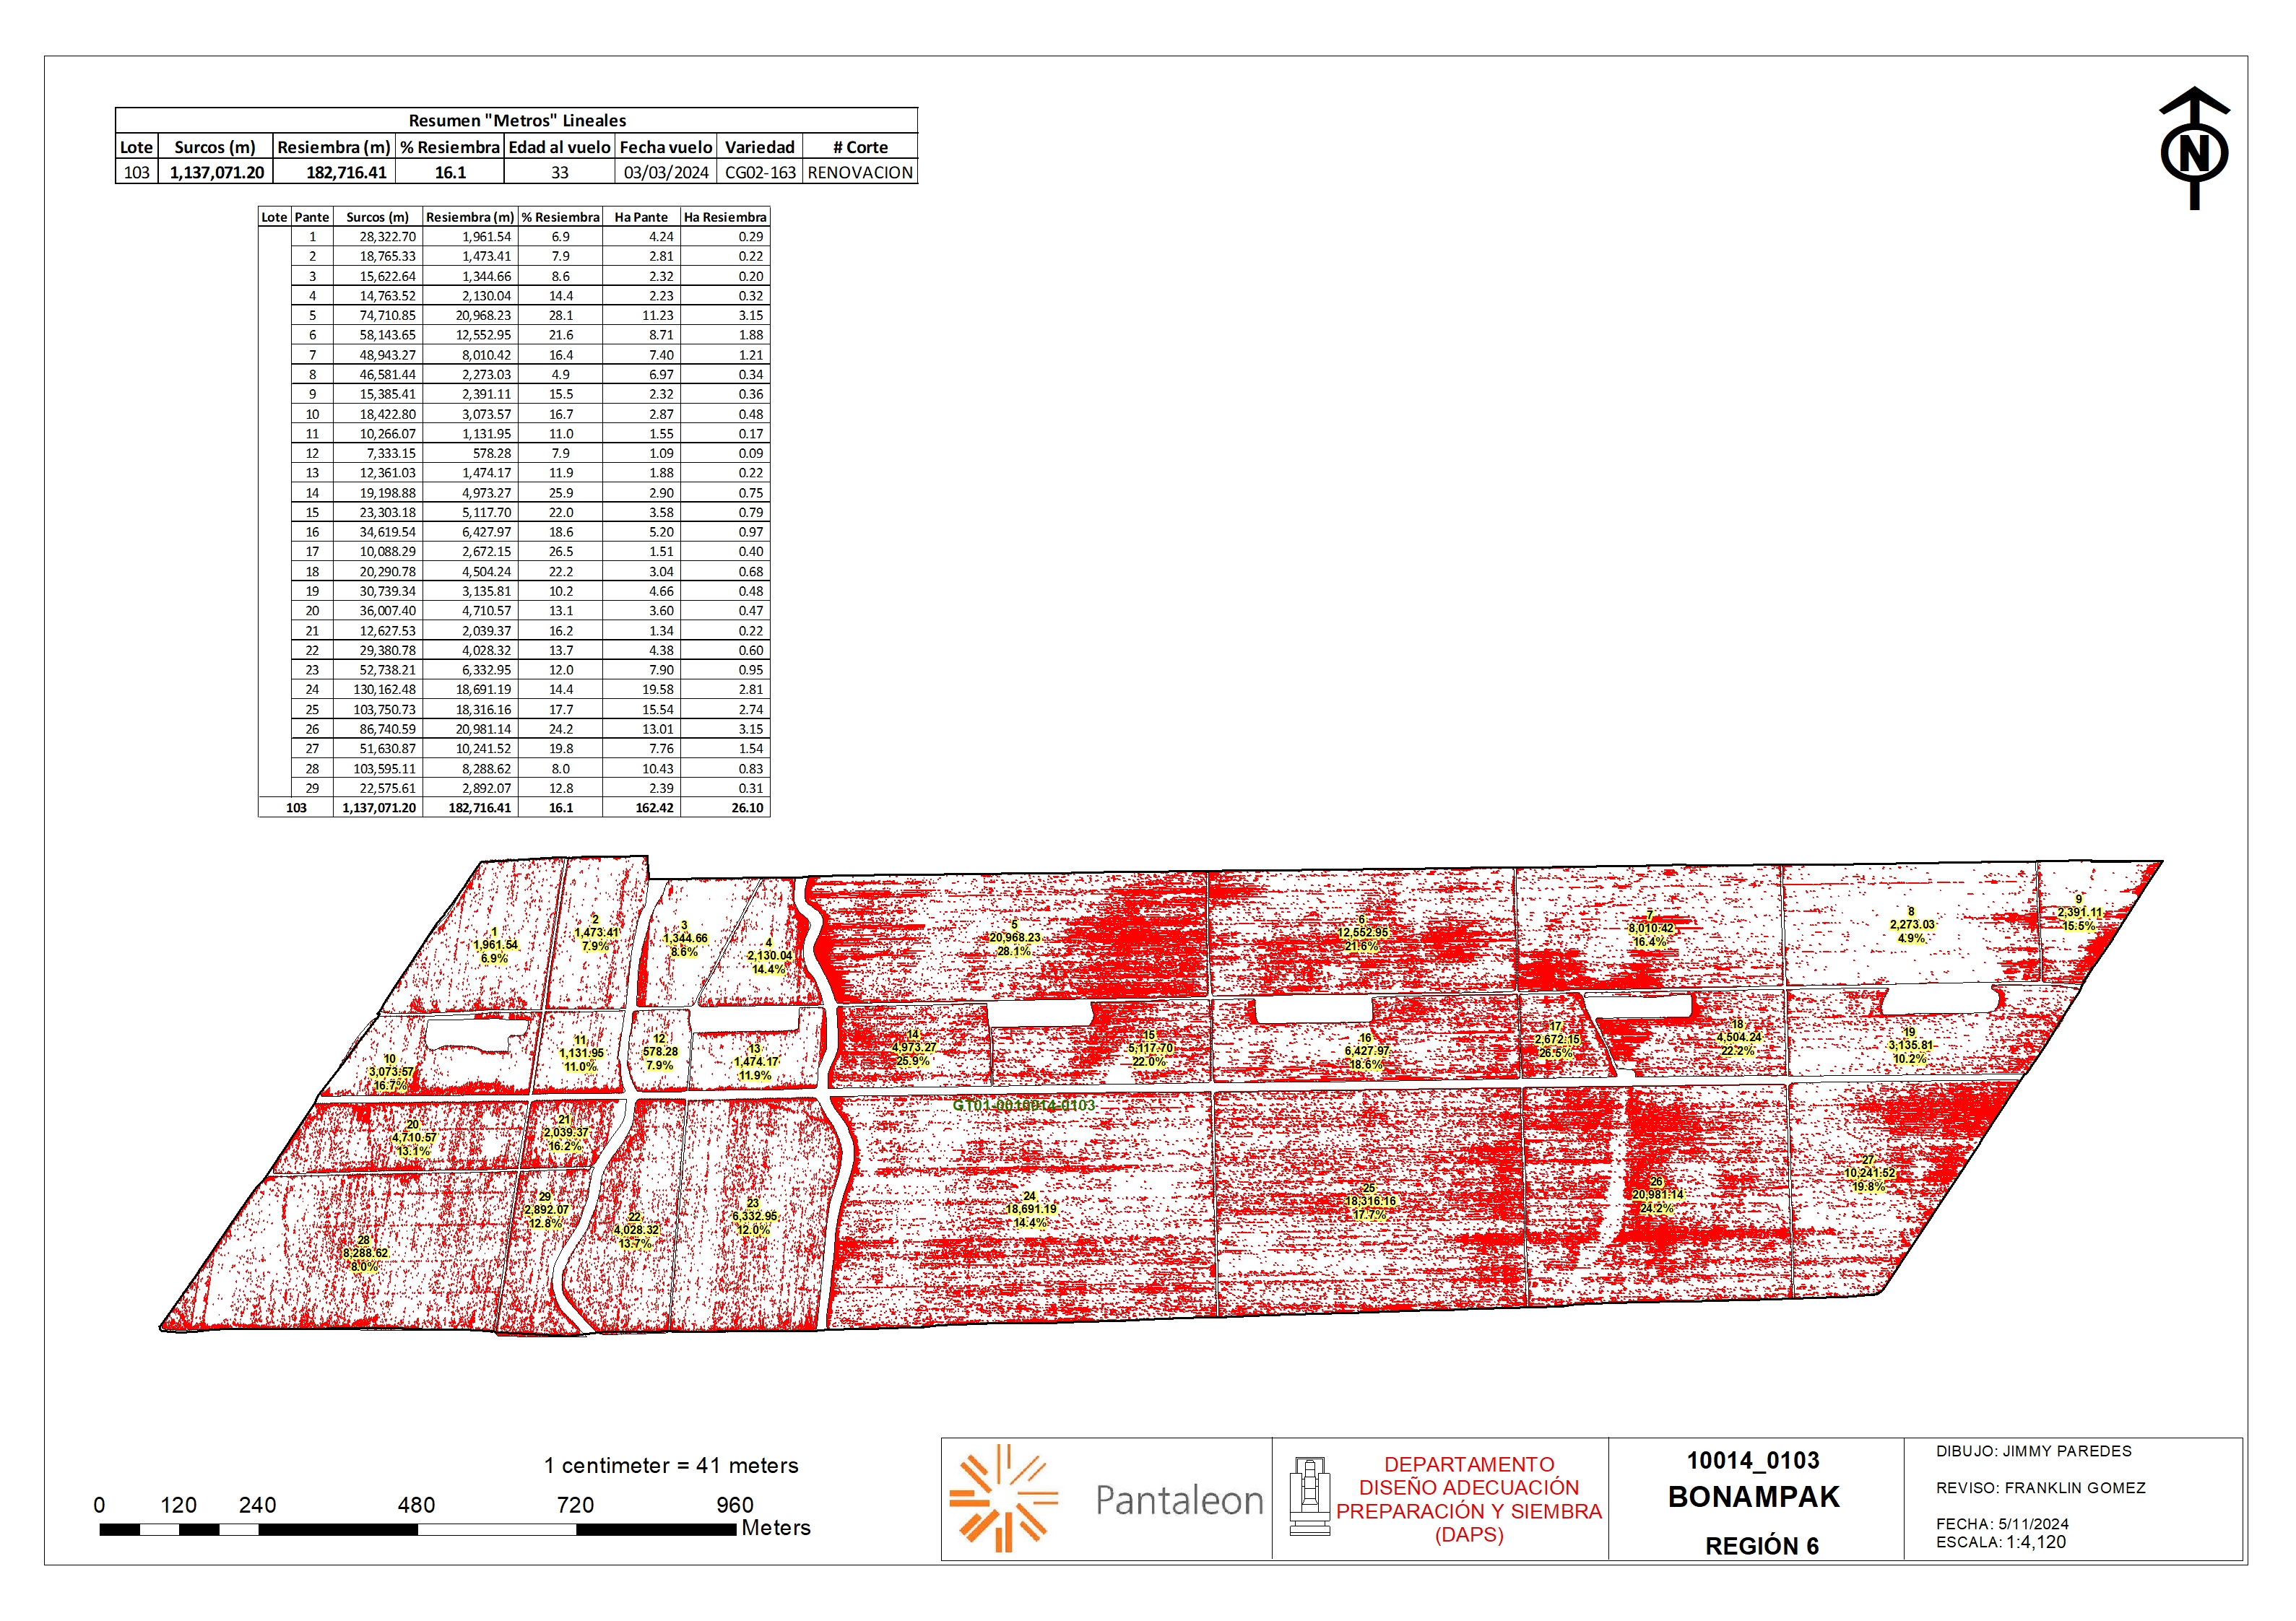 Resumen "Metros" Lineales
Lote Surcos (m) Resiembra (m) % Resiembra Edad al vuelo Fecha vuelo Variedad # Corte
103 1,137,071.20 182,716.41 16.1 33 03/03/2024 CG02-163 RENOVACION
N
Lote Pante Surcos (m) Resiembra (m) % Resiembra Ha Pante Ha Resiembra
1 28,322.70 1,961.54 6.9 4.24 0.29
2 18,765.33 1,473.41 7.9 2.81 0.22
3 15,622.64 1,344.66 8.6 2.32 0.20
4 14,763.52 2,130.04 14.4 2.23 0.32
5 74,710.85 20,968.23 28.1 11.23 3.15
6 58,143.65 12,552.95 21.6 8.71 1.88
7 48,943.27 8,010.42 16.4 7.40 1.21
8 46,581.44 2,273.03 4.9 6.97 0.34
9 15,385.41 2,391.11 15.5 2.32 0.36
10 18,422.80 3,073.57 16.7 2.87 0.48
11 10,266.07 1,131.95 11.0 1.55 0.17
12 7,333.15 578.28 7.9 1.09 0.09
13 12,361.03 1,474.17 11.9 1.88 0.22
14 19,198.88 4,973.27 25.9 2.90 0.75
15 23,303.18 5,117.70 22.0 3.58 0.79
16 34,619.54 6,427.97 18.6 5.20 0.97
17 10,088.29 2,672.15 26.5 1.51 0.40
18 20,290.78 4,504.24 22.2 3.04 0.68
19 30,739.34 3,135.81 10.2 4.66 0.48
20 36,007.40 4,710.57 13.1 3.60 0.47
21 12,627.53 2,039.37 16.2 1.34 0.22
22 29,380.78 4,028.32 13.7 4.38 0.60
23 52,738.21 6,332.95 12.0 7.90 0.95
24 130,162.48 18,691.19 14.4 19.58 2.81
25 103,750.73 18,316.16 17.7 15.54 2.74
26 86,740.59 20,981.14 24.2 13.01 3.15
27 51,630.87 10,241.52 19.8 7.76 1.54
28 103,595.11 8,288.62 8.0 10.43 0.83
29 22,575.61 2,892.07 12.8 2.39 0.31
103 1,137,071.20 182,716.41 16.1 162.42 26.10
1
1,961.54
6.9%
2
1,473.41
7.9%
3
1,344.66
8.6%
4
2,130.04
14.4%
5
20,968.23
28.1%
6
12,552.95
21.6%
7
8,010.42
16.4%
8
2,273.03
4.9%
9
2,391.11
15.5%
10
3,073.57
16.7%
11
1,131.95
11.0%
12
578.28
7.9%
13
1,474.17
11.9%
14
4,973.27
25.9%
15
5,117.70
22.0%
16
6,427.97
18.6%
17
2,672.15
26.5%
18
4,504.24
22.2%
19
3,135.81
10.2%
GT01-0010014-0103
20
4,710.57
13.1%
21
2,039.37
16.2%
22
4,028.32
13.7%
23
6,332.95
12.0%
24
18,691.19
14.4%
25
18,316.16
17.7%
26
20,981.14
24.2%
27
10,241.52
19.8%
28
8,288.62
8.0%
29
2,892.07
12.8%
1 centimeter = 41 meters
0 120 240 480 720 960
Meters
Pantaleon
DEPARTAMENTO
DISEÑO ADECUACIÓN
PREPARACIÓN Y SIEMBRA
(DAPS)
10014_0103
BONAMPAK
REGIÓN 6
DIBUJO: JIMMY PAREDES
REVISO: FRANKLIN GOMEZ
FECHA: 5/11/2024
ESCALA: 1:4,120